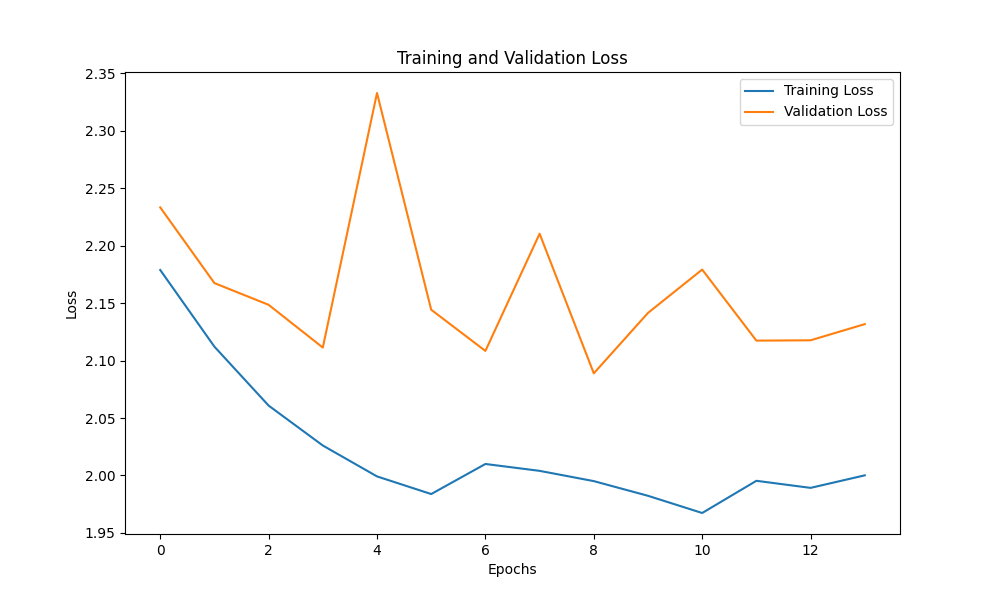 Training and Validation Loss
Training Loss
Validation Loss
2.35
2.30
2.25
2.20
2.15
2.10
2.05
2.00
1.95
Loss
0 2 4 6 8 10 12
Epochs